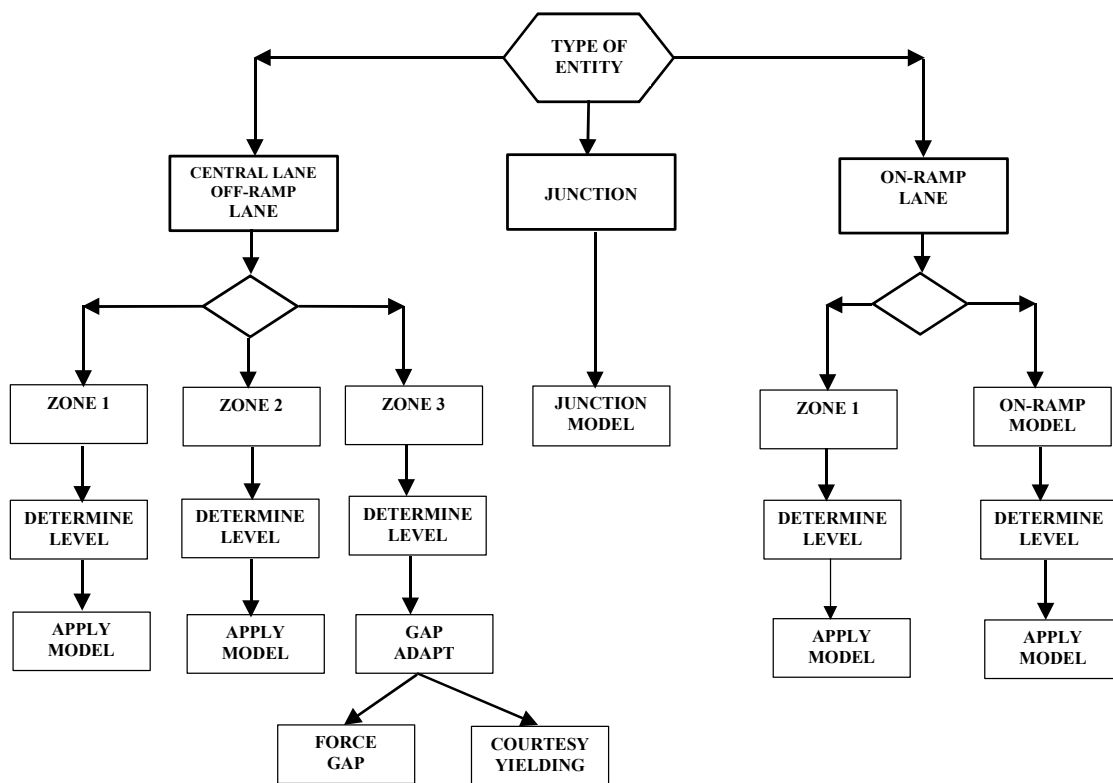 TYPE OF
ENTITY
CENTRAL LANE
OFF-RAMP
LANE
JUNCTION
ON-RAMP
LANE
ZONE 1
ZONE 2
ZONE 3
JUNCTION
MODEL
ZONE 1
ON-RAMP
MODEL
DETERMINE
LEVEL
DETERMINE
LEVEL
DETERMINE
LEVEL
DETERMINE
LEVEL
DETERMINE
LEVEL
APPLY
MODEL
APPLY
MODEL
GAP
ADAPT
APPLY
MODEL
APPLY
MODEL
FORCE
GAP
COURTESY
YIELDING